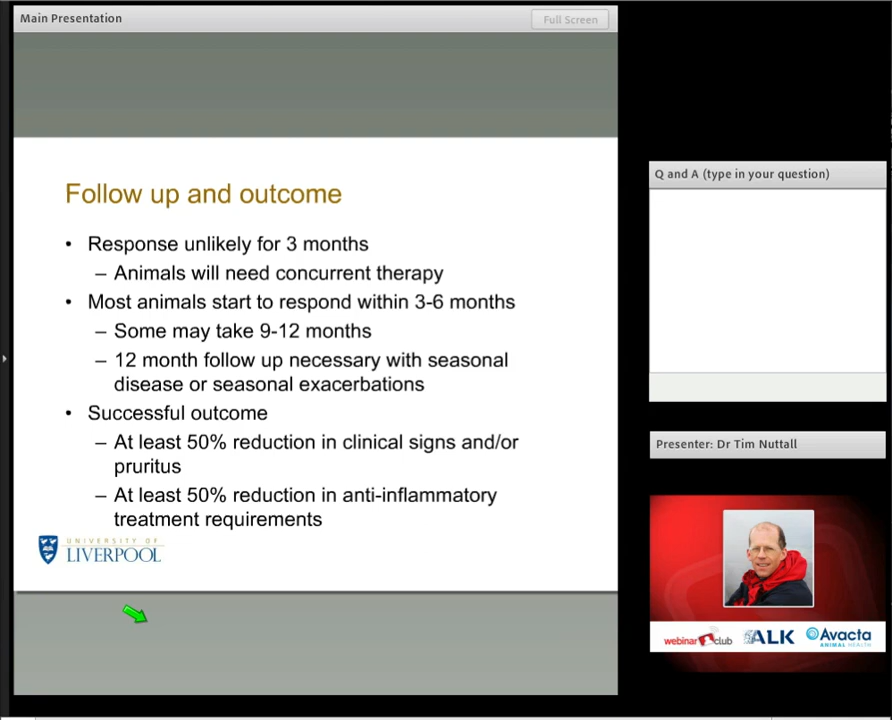 Main Presentation
Full Screen
Follow up and outcome
• Response unlikely for 3 months
– Animals will need concurrent therapy
• Most animals start to respond within 3-6 months
– Some may take 9-12 months
– 12 month follow up necessary with seasonal
disease or seasonal exacerbations
• Successful outcome
– At least 50% reduction in clinical signs and/or
pruritus
– At least 50% reduction in anti-inflammatory
treatment requirements
UNIVERSITY OF
LIVERPOOL
Q and A (type in your question)
Presenter: Dr Tim Nuttall
webinar club
ALK
Avacta
ANIMAL HEALTH